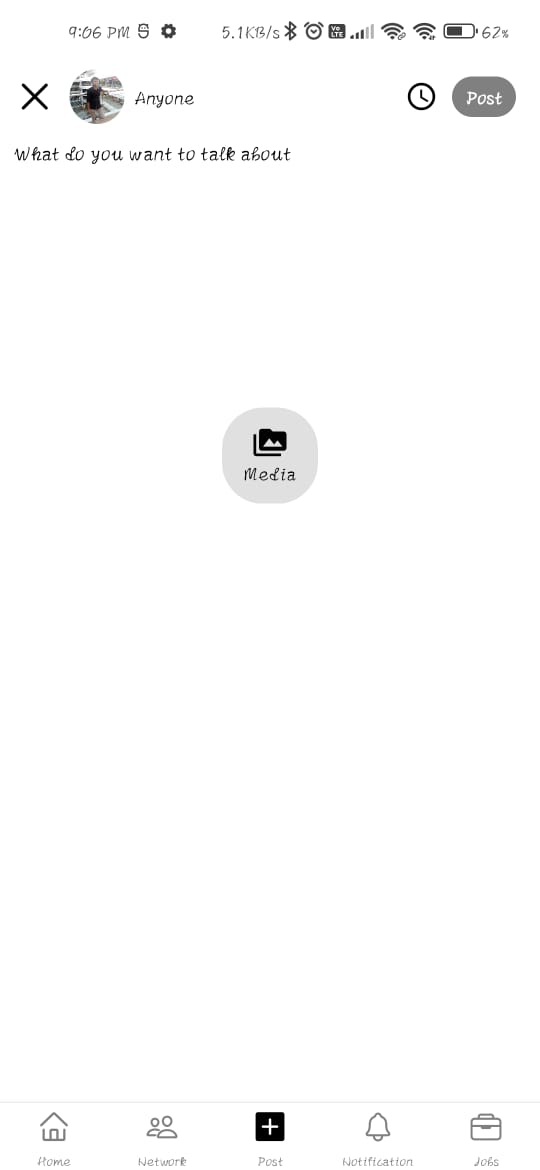 9:06 PM 5.1KB/s Vo LTE 62%
Anyone Post
What do you want to talk about
Media
Home Network Post Notification Jobs